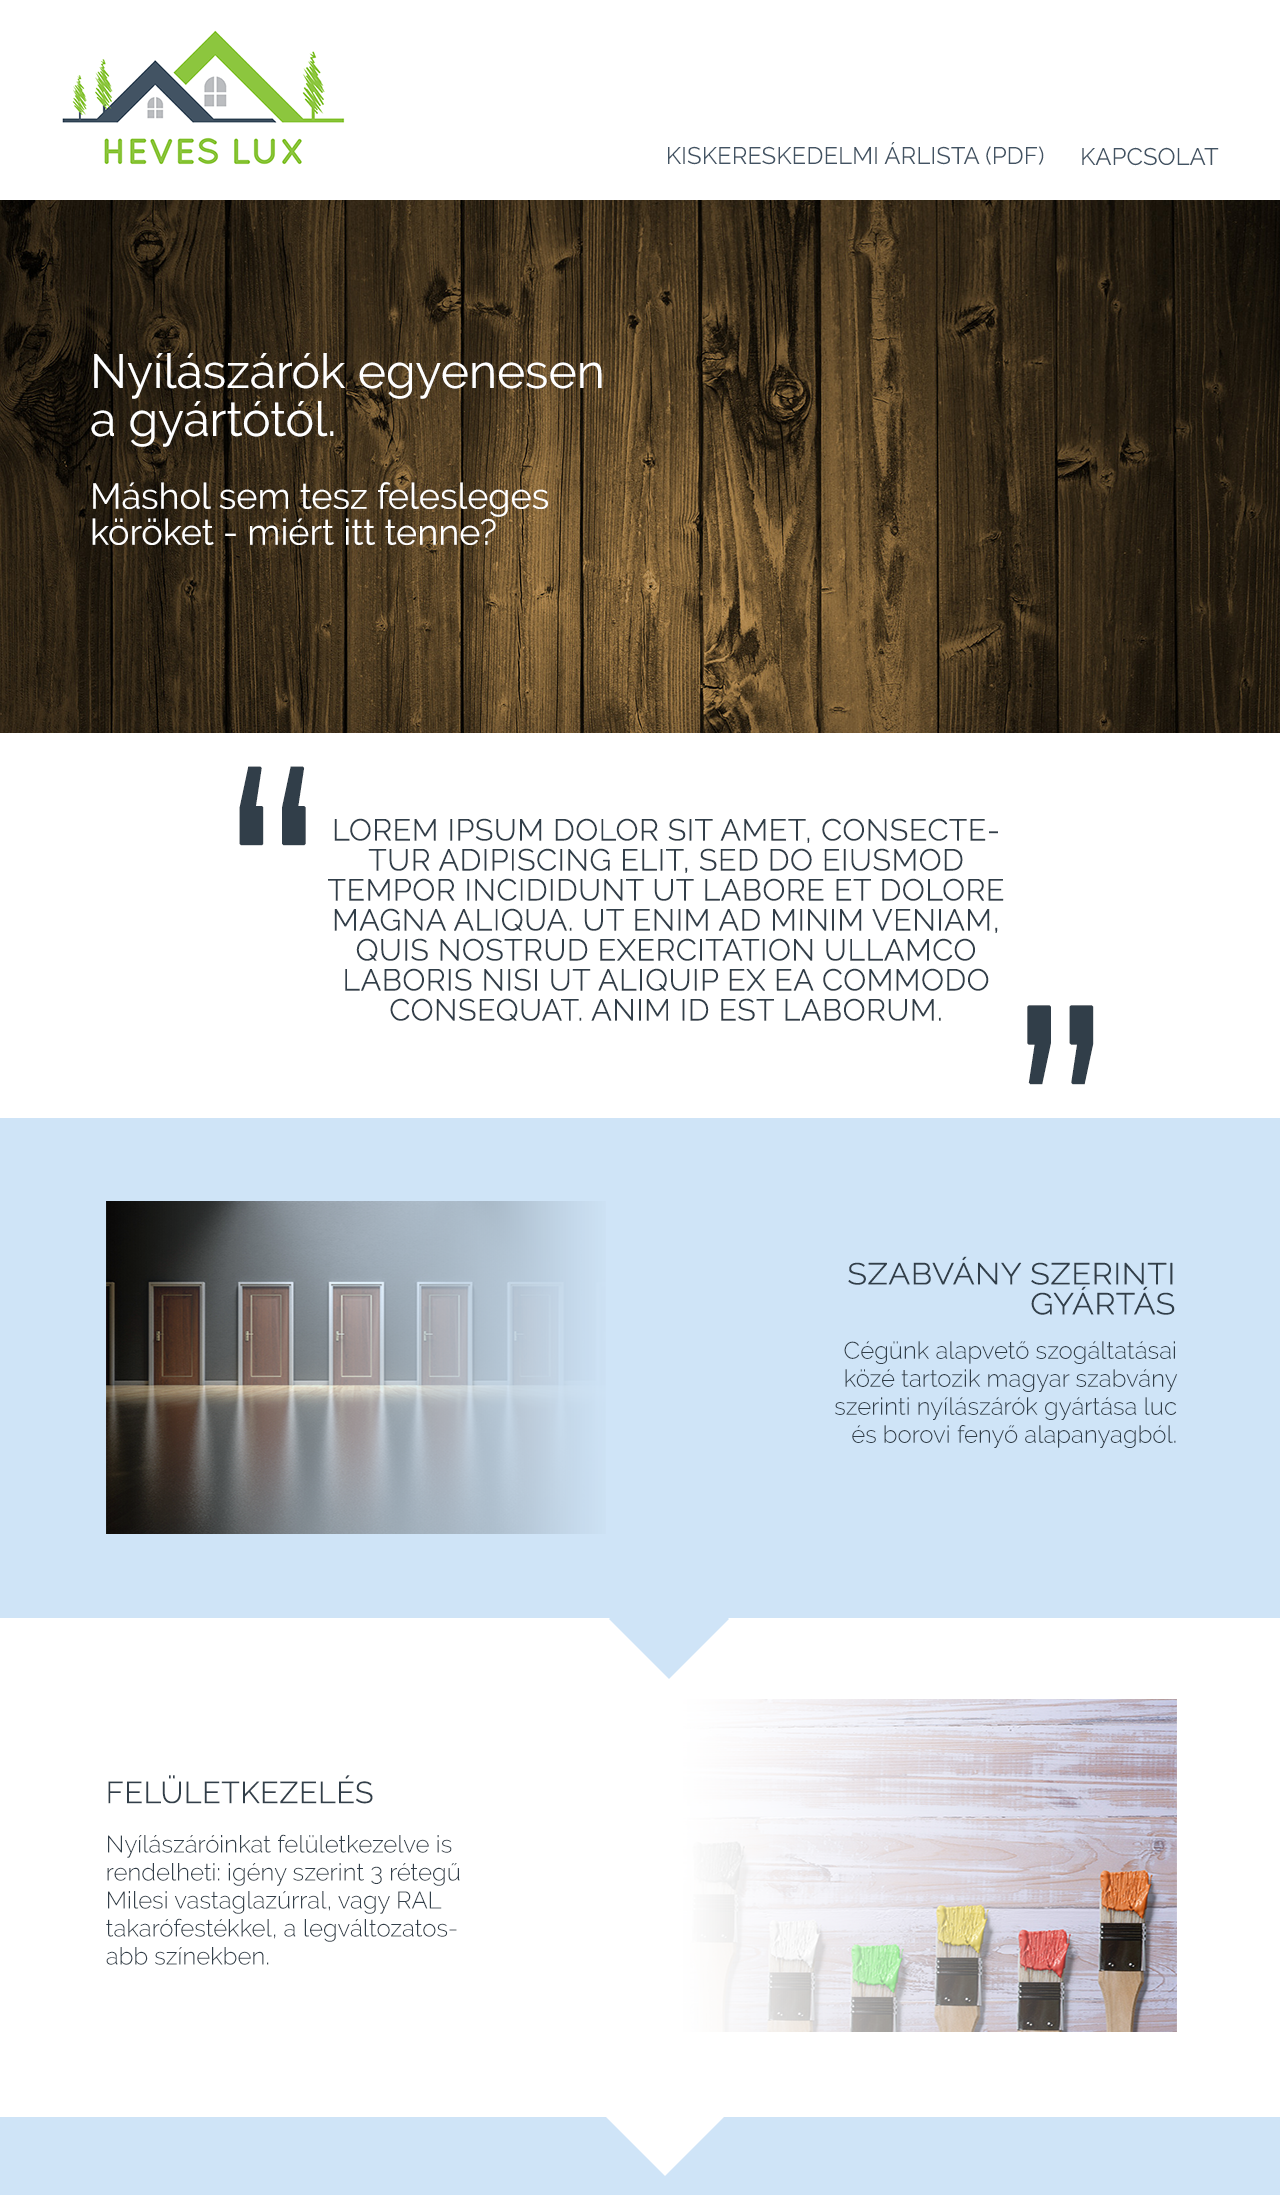 HEVES LUX
KISKERESKEDELMI ÁRLISTA (PDF)
KAPCSOLAT
Nyílászárók egyenesen
a gyártótól.
Máshol sem tesz felesleges
köröket - miért itt tenne?
“
LOREM IPSUM DOLOR SIT AMET, CONSECTE-
TUR ADIPISCING ELIT, SED DO EIUSMOD
TEMPOR INCIDIDUNT UT LABORE ET DOLORE
MAGNA ALIQUA. UT ENIM AD MINIM VENIAM,
QUIS NOSTRUD EXERCITATION ULLAMCO
LABORIS NISI UT ALIQUIP EX EA COMMODO
CONSEQUAT. ANIM ID EST LABORUM.
”
SZABVÁNY SZERINTI
GYÁRTÁS
Cégünk alapvető szogáltatásai
közé tartozik magyar szabvány
szerinti nyílászárók gyártása luc
és borovi fenyő alapanyagból.
FELÜLETKEZELÉS
Nyílászáróinkat felületkezelve is
rendelheti: igény szerint 3 rétegű
Milesi vastaglazúrral, vagy RAL
takarófestékkel, a legváltozatos-
abb színekben.